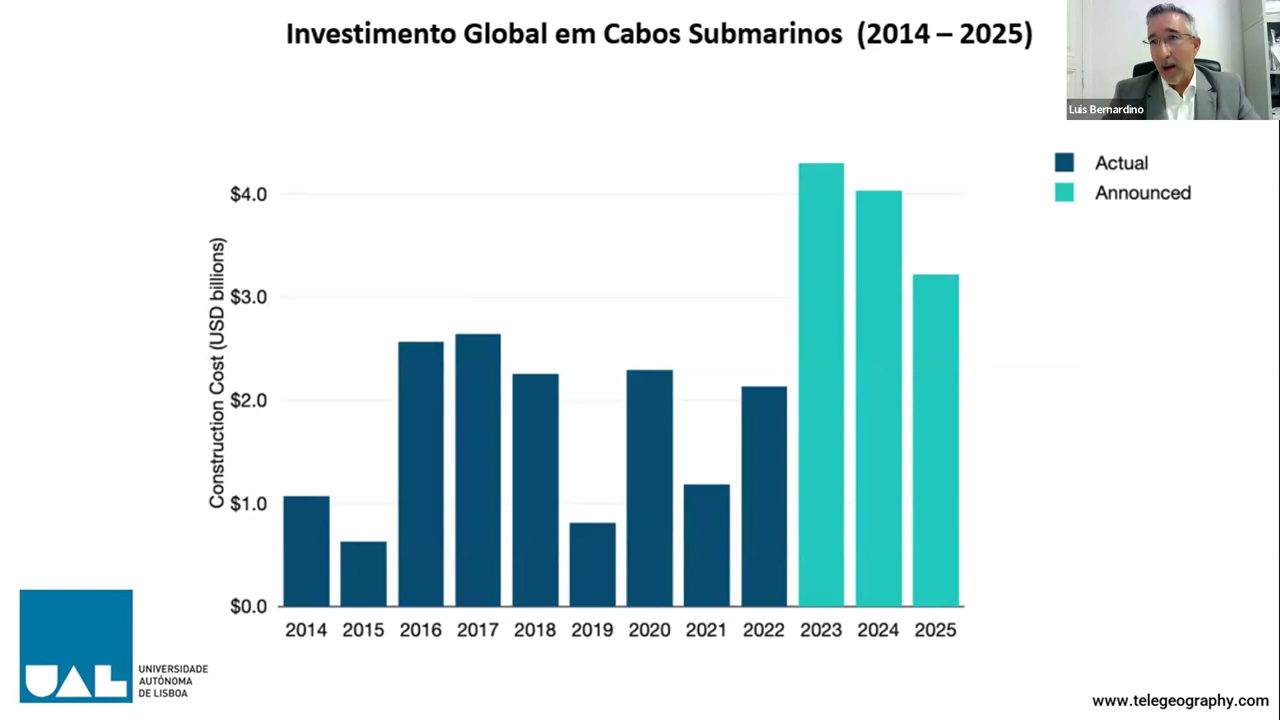 Investimento Global em Cabos Submarinos (2014 – 2025)
Luis Bernardino
Actual
Announced
Construction Cost (USD billions)
$4.0
$3.0
$2.0
$1.0
$0.0
2014 2015 2016 2017 2018 2019 2020 2021 2022 2023 2024 2025
UAL
UNIVERSIDADE
AUTÓNOMA
DE LISBOA
www.telegeography.com